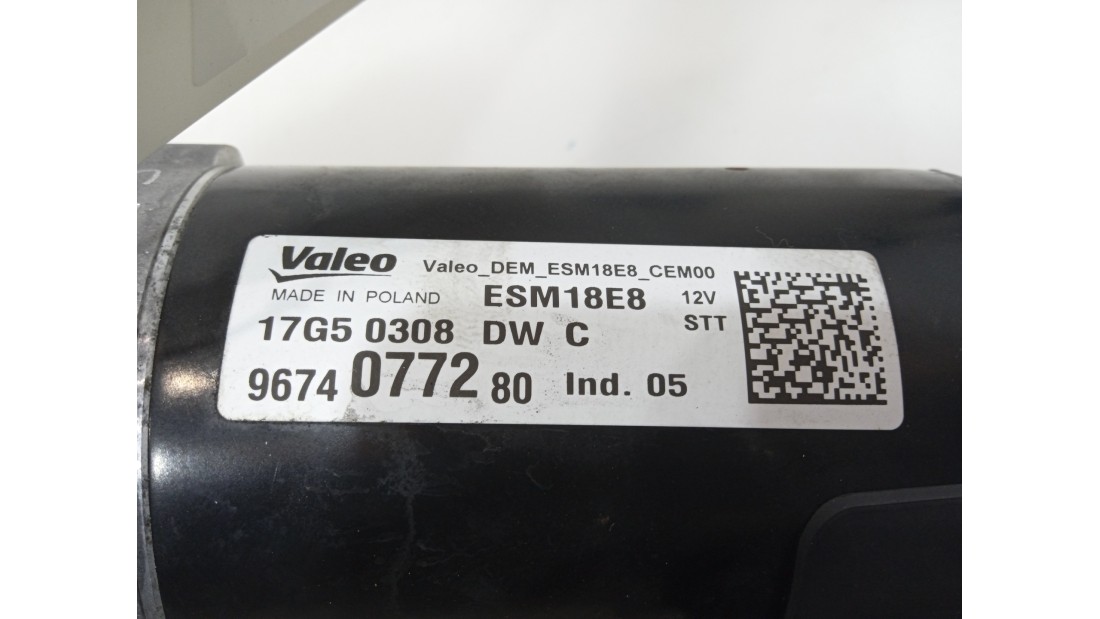 Valeo Valeo_DEM_ESM18E8_CEM00
MADE IN POLAND ESM18E8 12V
17G5 0308 DW C STT
9674 0772 80 Ind. 05